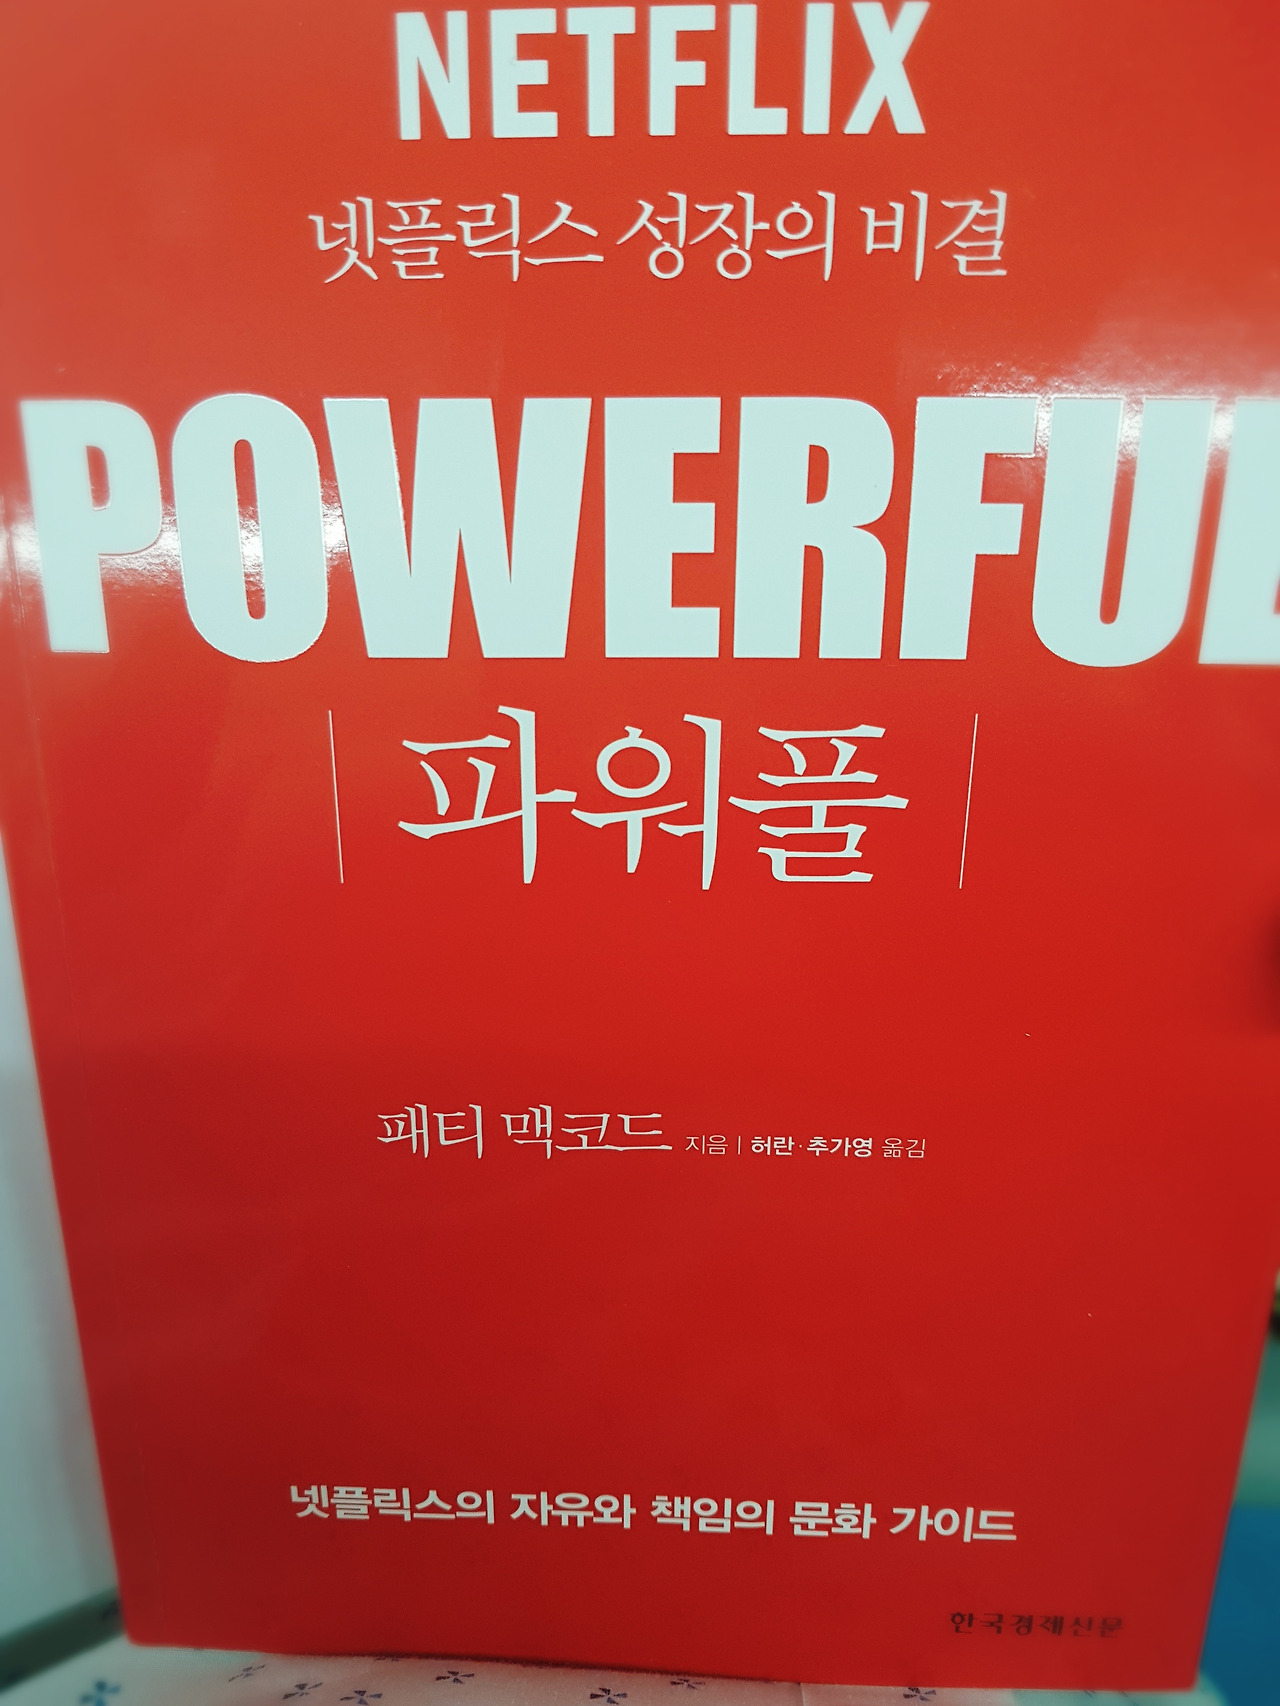 NETFLIX
넷플릭스 성장의 비결
POWERFUL
파워풀
패티 맥코드 지음 | 허란·추가영 옮김
넷플릭스의 자유와 책임의 문화 가이드
한국경제신문